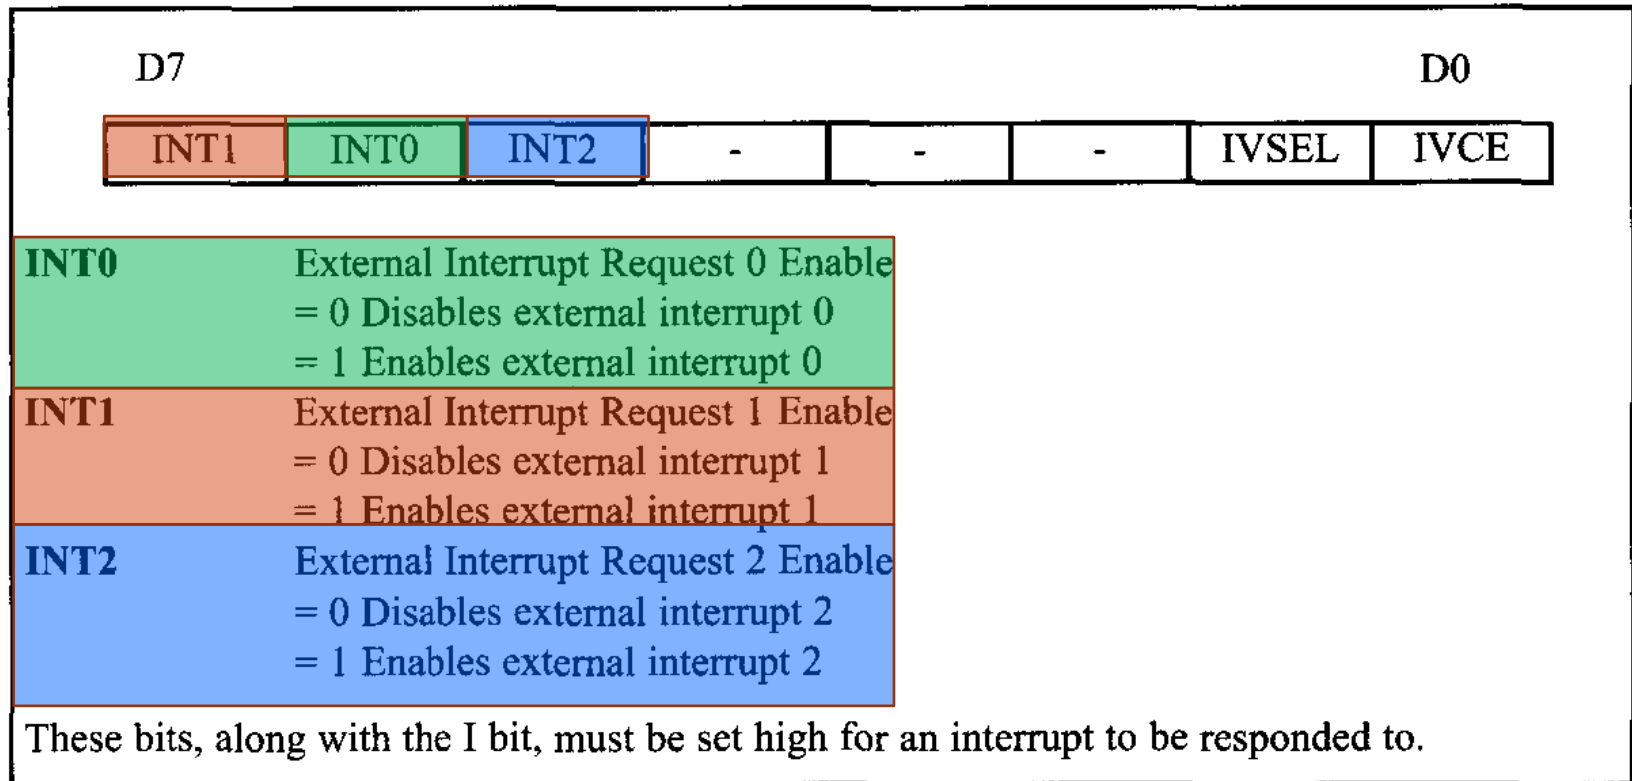 D7 D0
INT1 INT0 INT2 - - - IVSEL IVCE
INT0 External Interrupt Request 0 Enable
= 0 Disables external interrupt 0
= 1 Enables external interrupt 0
INT1 External Interrupt Request 1 Enable
= 0 Disables external interrupt 1
= 1 Enables external interrupt 1
INT2 External Interrupt Request 2 Enable
= 0 Disables external interrupt 2
= 1 Enables external interrupt 2
These bits, along with the I bit, must be set high for an interrupt to be responded to.